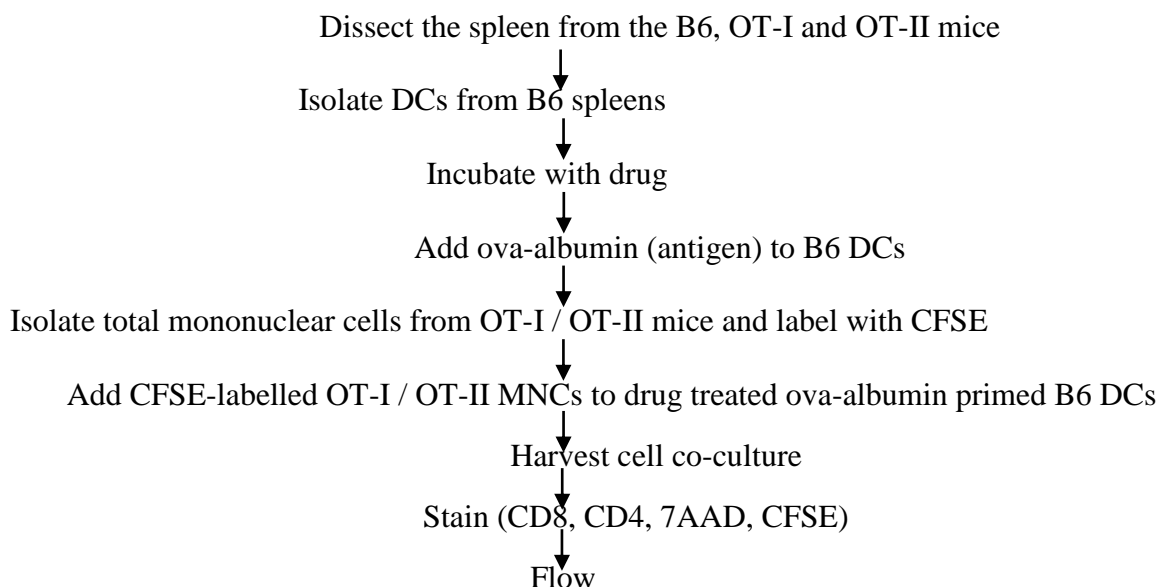 Dissect the spleen from the B6, OT-I and OT-II mice
Isolate DCs from B6 spleens
Incubate with drug
Add ova-albumin (antigen) to B6 DCs
Isolate total mononuclear cells from OT-I / OT-II mice and label with CFSE
Add CFSE-labelled OT-I / OT-II MNCs to drug treated ova-albumin primed B6 DCs
Harvest cell co-culture
Stain (CD8, CD4, 7AAD, CFSE)
Flow